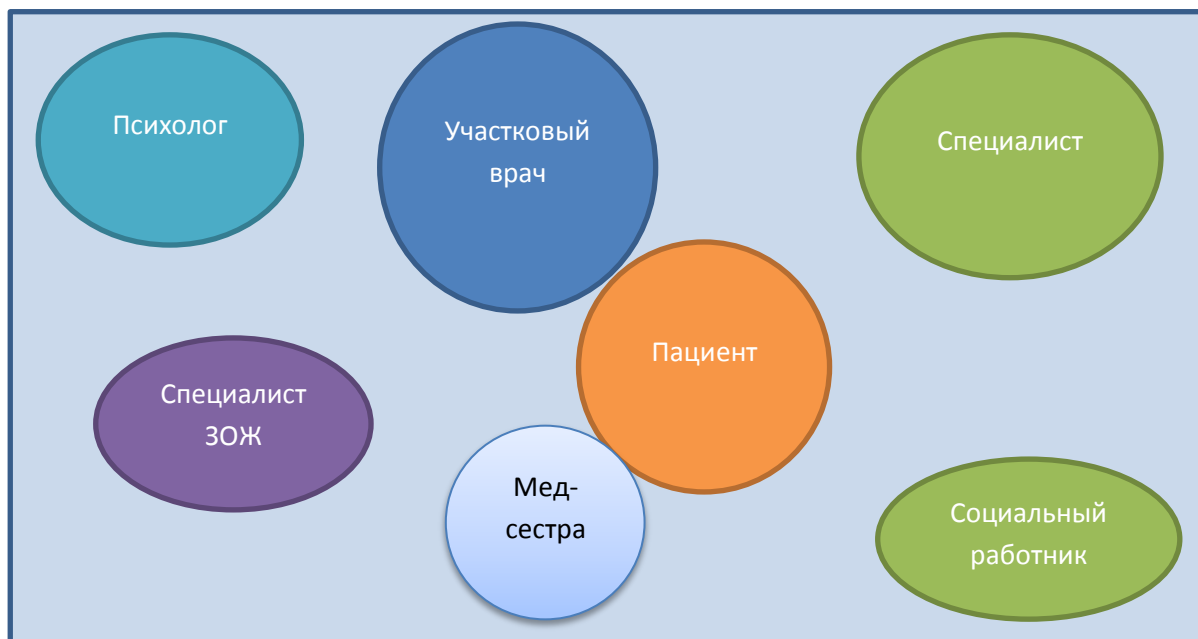 Психолог
Участковый
врач
Специалист
Пациент
Специалист
ЗОЖ
Мед-
сестра
Социальный
работник